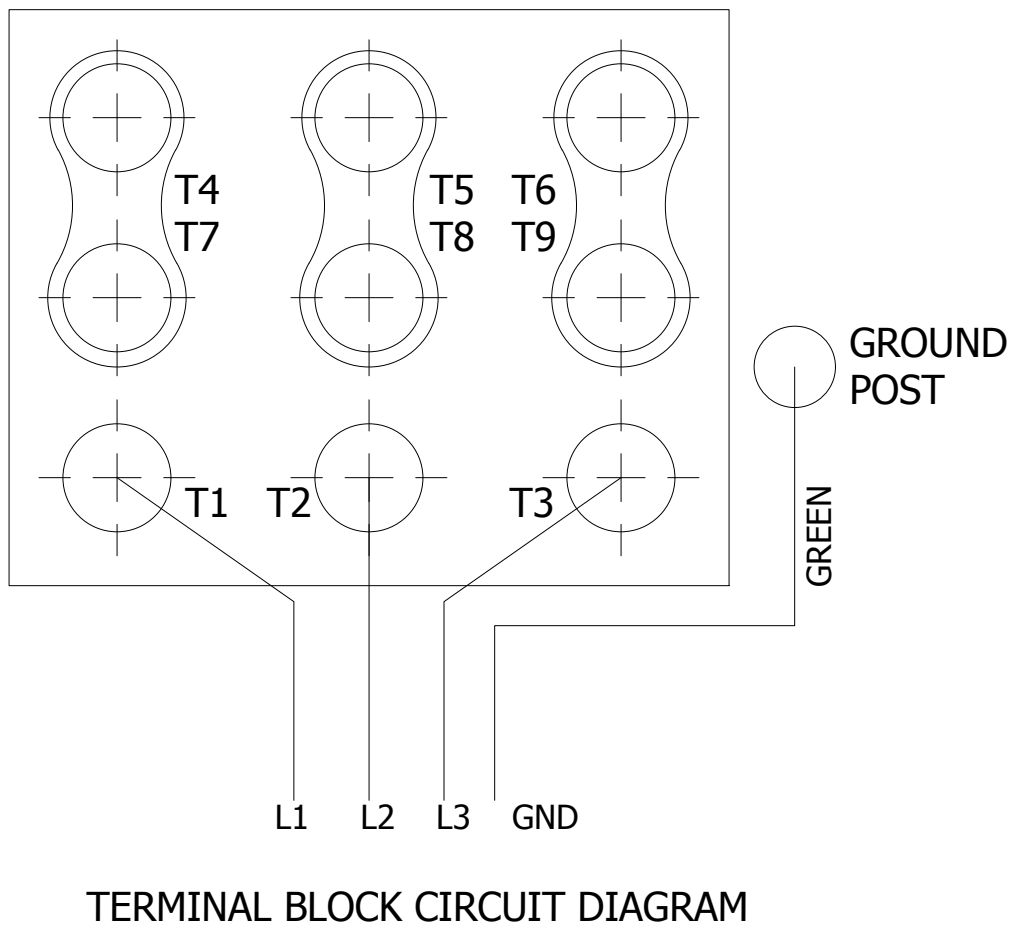 T4 T5 T6
T7 T8 T9
GROUND
POST
T1 T2 T3
GREEN
L1 L2 L3 GND
TERMINAL BLOCK CIRCUIT DIAGRAM